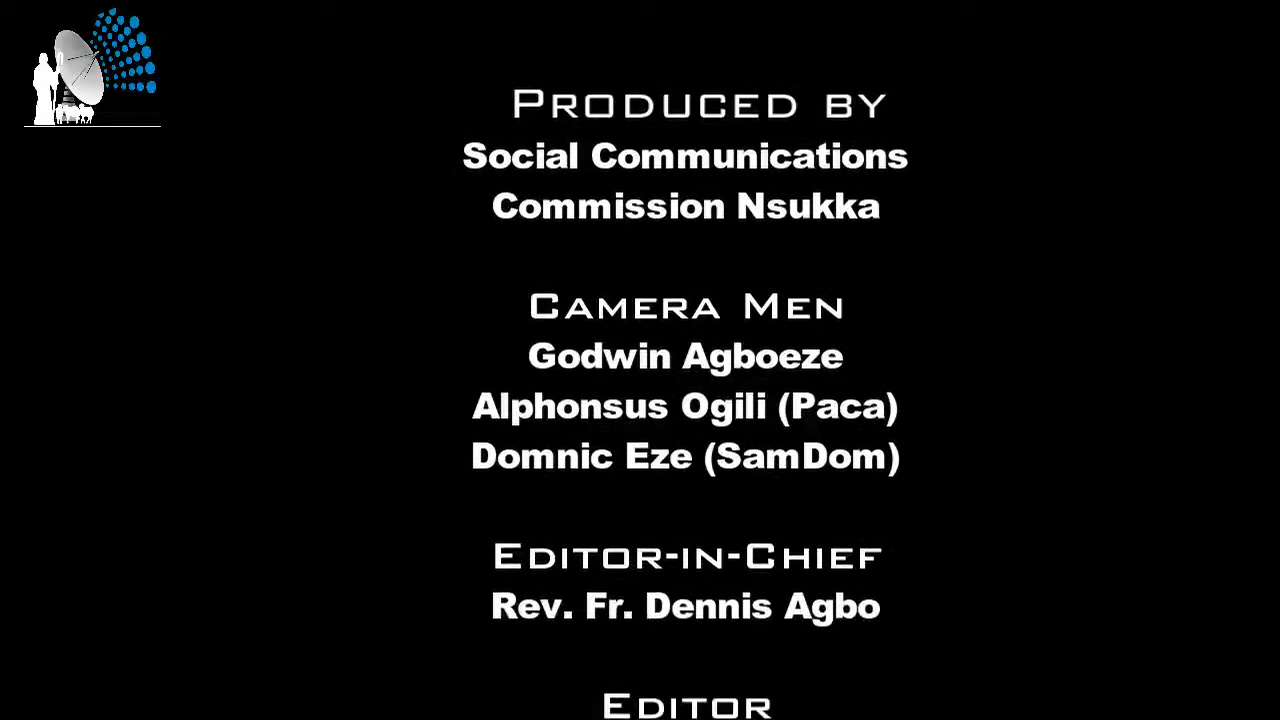 Produced by
Social Communications
Commission Nsukka
Camera Men
Godwin Agboeze
Alphonsus Ogili (Paca)
Domnic Eze (SamDom)
Editor-in-Chief
Rev. Fr. Dennis Agbo
Editor